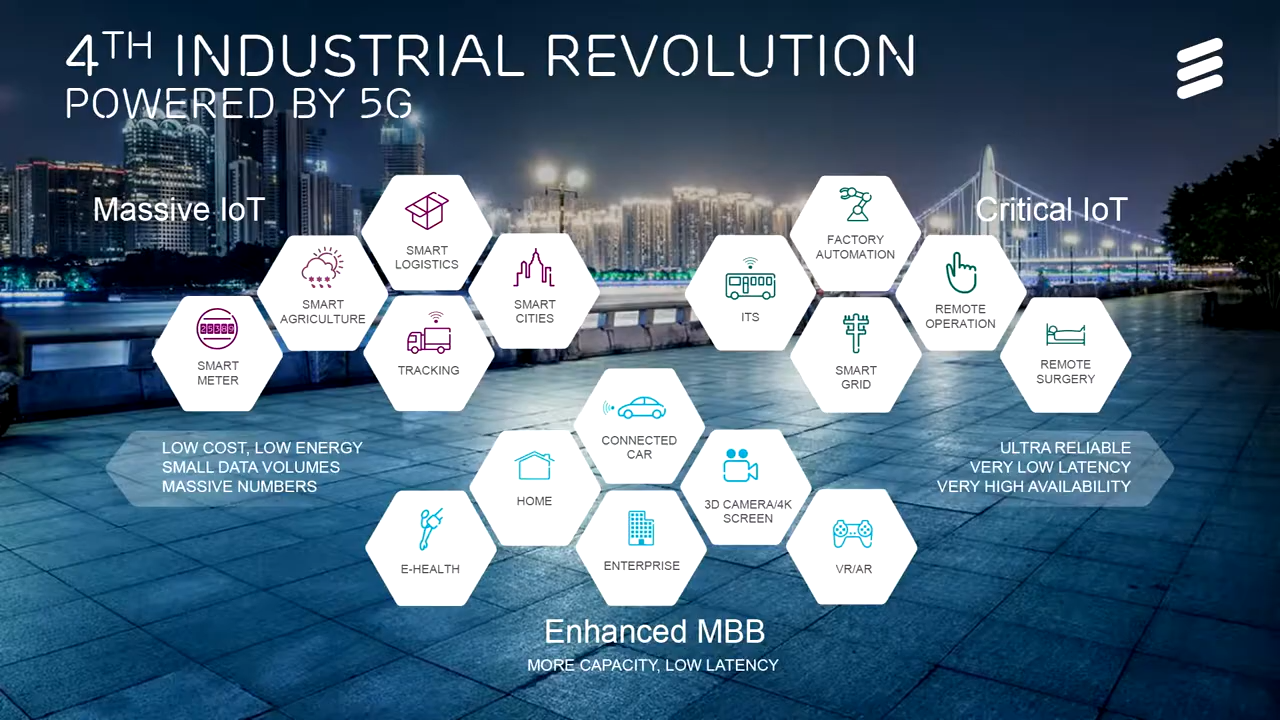 4TH INDUSTRIAL REVOLUTION
POWERED BY 5G
Massive IoT
SMART
LOGISTICS
SMART
AGRICULTURE
SMART
CITIES
25380
SMART
METER
TRACKING
LOW COST, LOW ENERGY
SMALL DATA VOLUMES
MASSIVE NUMBERS
Critical IoT
FACTORY
AUTOMATION
ITS
REMOTE
OPERATION
SMART
GRID
REMOTE
SURGERY
ULTRA RELIABLE
VERY LOW LATENCY
VERY HIGH AVAILABILITY
CONNECTED
CAR
HOME
3D CAMERA/4K
SCREEN
E-HEALTH
ENTERPRISE
VR/AR
Enhanced MBB
MORE CAPACITY, LOW LATENCY